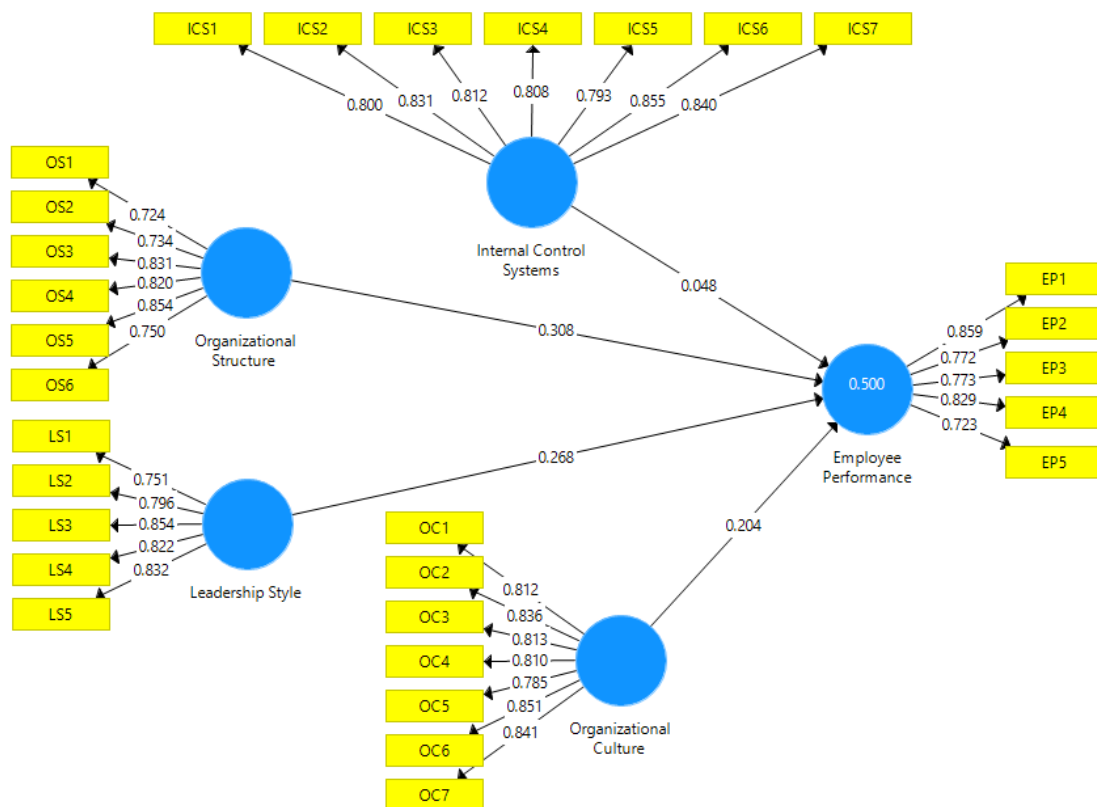 ICS1 ICS2 ICS3 ICS4 ICS5 ICS6 ICS7
0.800 0.831 0.812 0.808 0.793 0.855 0.840
Internal Control
Systems
OS1
OS2
OS3
OS4
OS5
OS6
0.724
0.734
0.831
0.820
0.854
0.750
Organizational
Structure
0.048
0.308
LS1
LS2
LS3
LS4
LS5
0.751
0.796
0.854
0.822
0.832
Leadership Style
0.268
OC1
OC2
OC3
OC4
OC5
OC6
OC7
0.812
0.836
0.813
0.810
0.785
0.851
0.841
Organizational
Culture
0.204
0.500
Employee
Performance
0.859
0.772
0.773
0.829
0.723
EP1
EP2
EP3
EP4
EP5